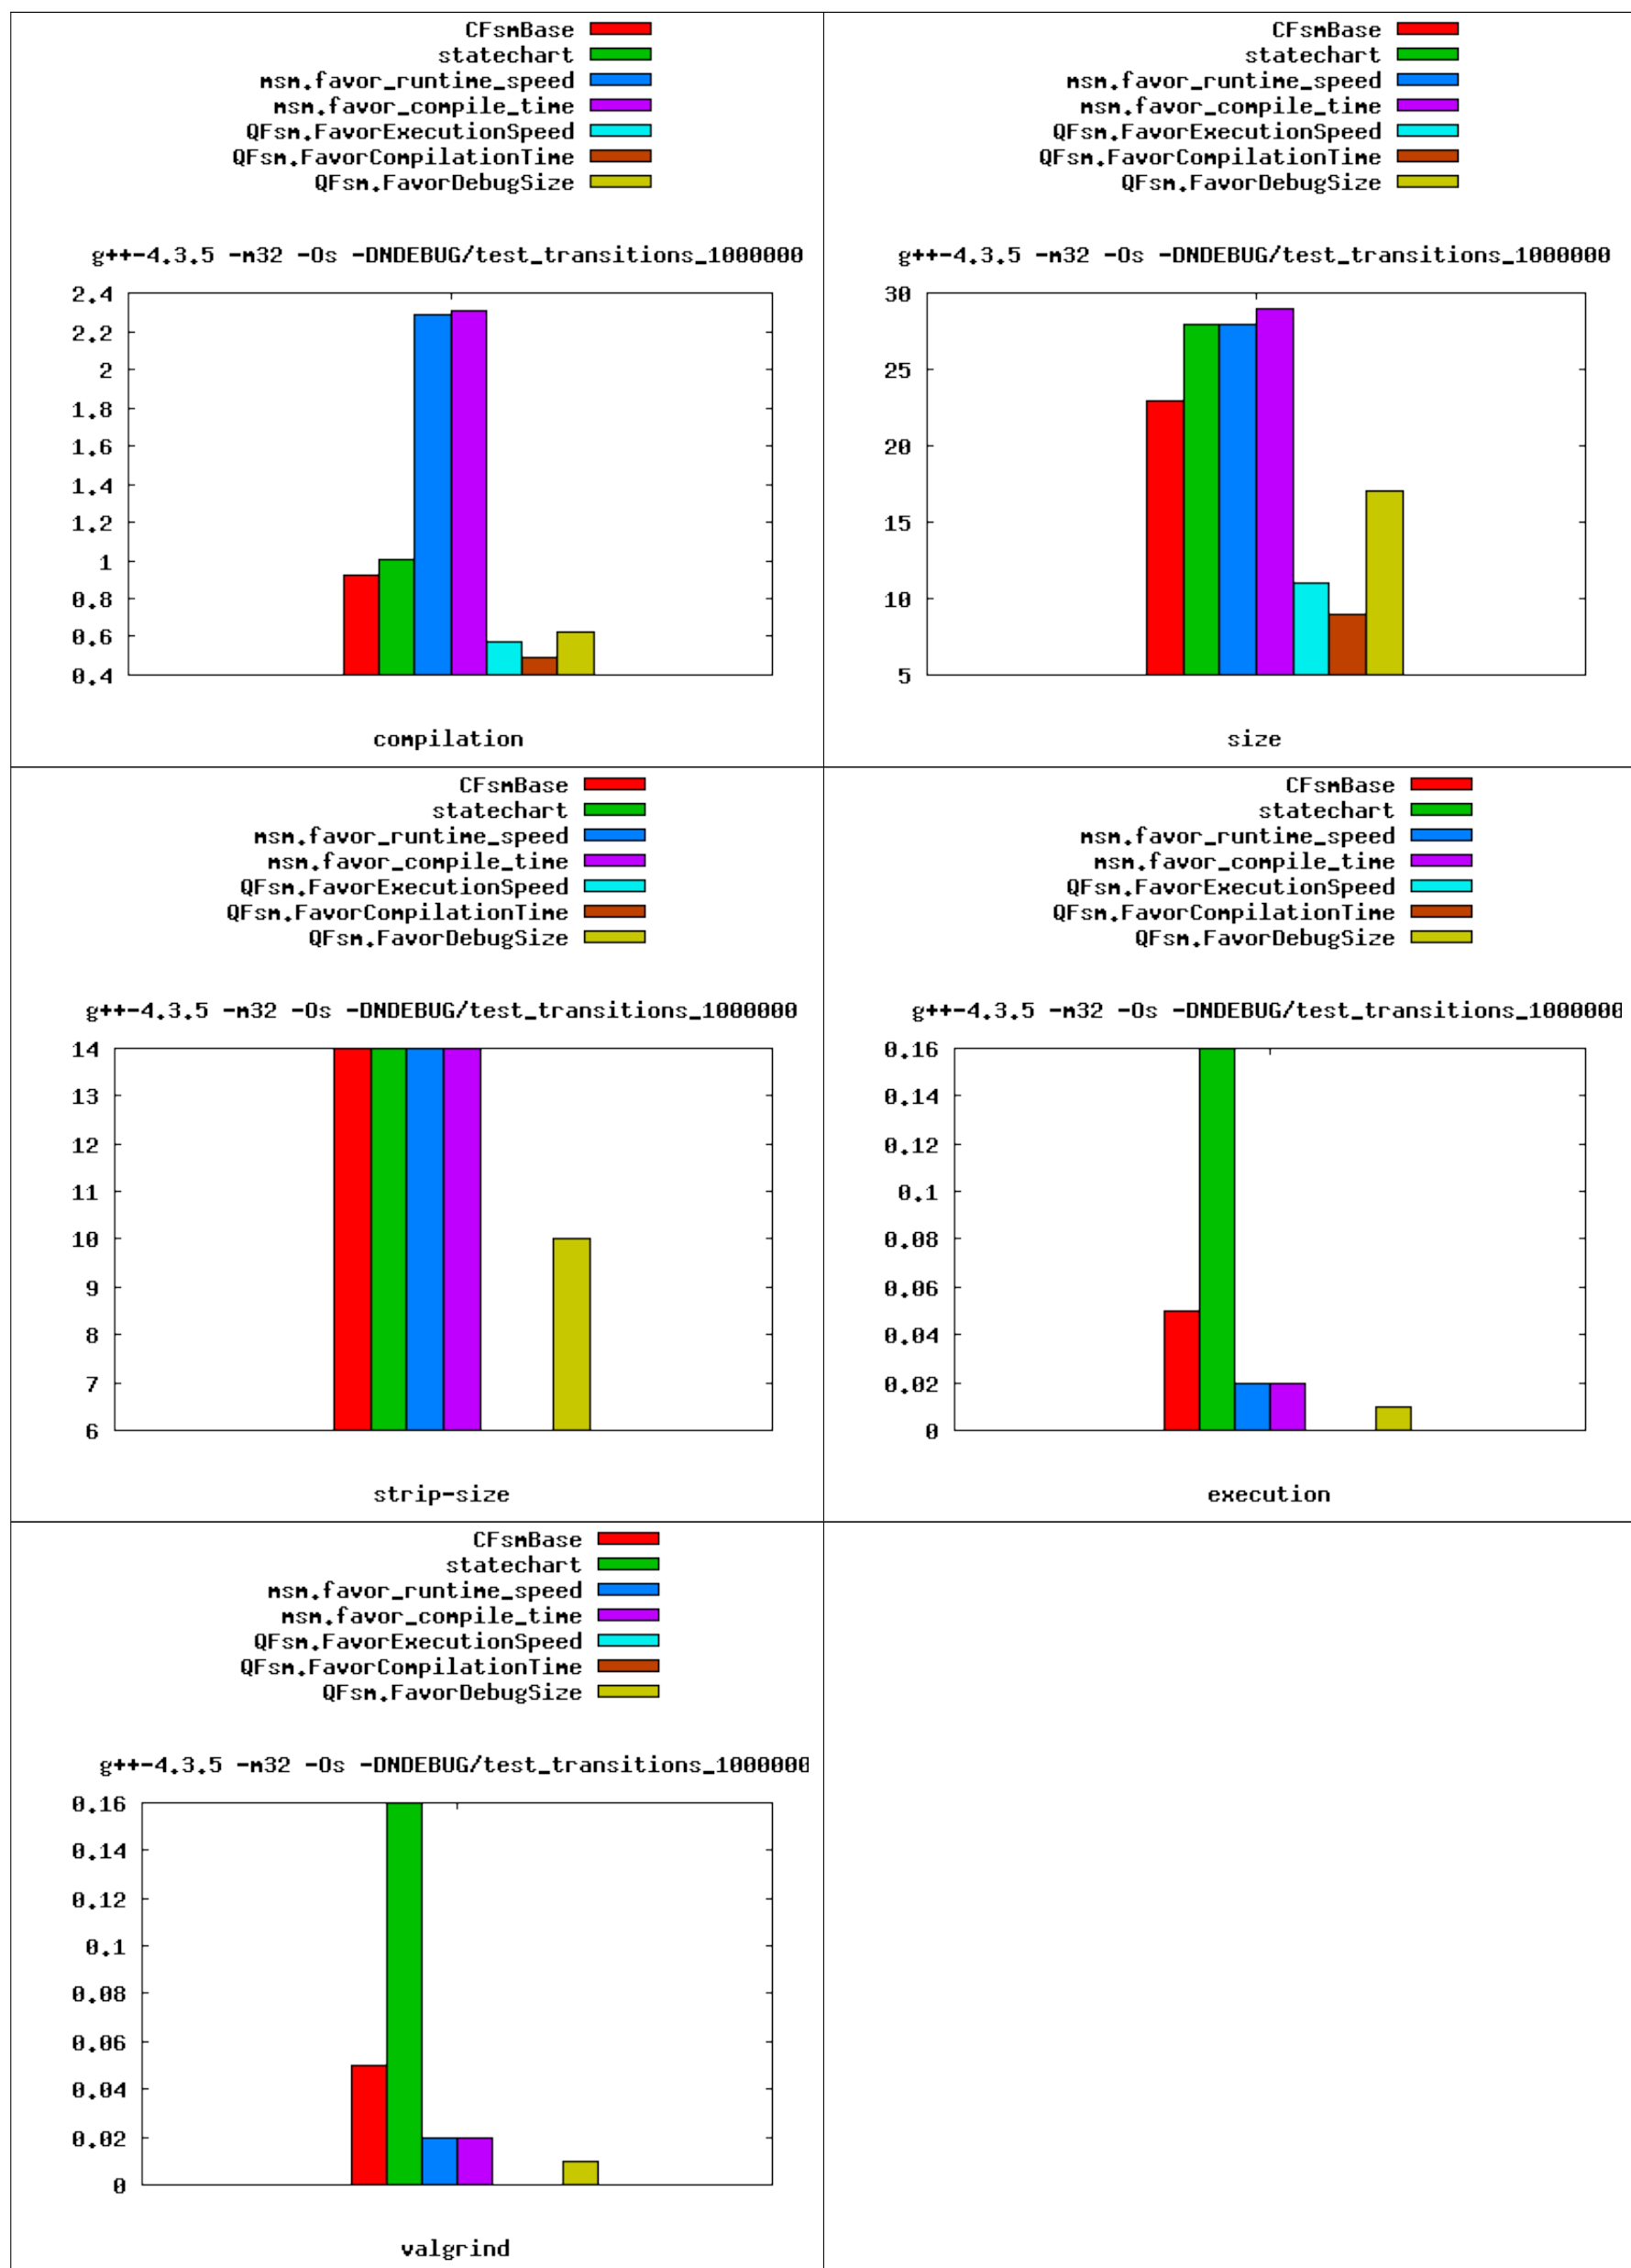 CFsmBase
statechart
msm.favor_runtime_speed
msm.favor_compile_time
QFsm.FavorExecutionSpeed
QFsm.FavorCompilationTime
QFsm.FavorDebugSize
g++-4.3.5 -m32 -Os -DNDEBUG/test_transitions_1000000
2.4
2.2
2
1.8
1.6
1.4
1.2
1
0.8
0.6
0.4
compilation
CFsmBase
statechart
msm.favor_runtime_speed
msm.favor_compile_time
QFsm.FavorExecutionSpeed
QFsm.FavorCompilationTime
QFsm.FavorDebugSize
g++-4.3.5 -m32 -Os -DNDEBUG/test_transitions_1000000
30
25
20
15
10
5
size
CFsmBase
statechart
msm.favor_runtime_speed
msm.favor_compile_time
QFsm.FavorExecutionSpeed
QFsm.FavorCompilationTime
QFsm.FavorDebugSize
g++-4.3.5 -m32 -Os -DNDEBUG/test_transitions_1000000
14
13
12
11
10
9
8
7
6
strip-size
CFsmBase
statechart
msm.favor_runtime_speed
msm.favor_compile_time
QFsm.FavorExecutionSpeed
QFsm.FavorCompilationTime
QFsm.FavorDebugSize
g++-4.3.5 -m32 -Os -DNDEBUG/test_transitions_1000000
0.16
0.14
0.12
0.1
0.08
0.06
0.04
0.02
0
execution
CFsmBase
statechart
msm.favor_runtime_speed
msm.favor_compile_time
QFsm.FavorExecutionSpeed
QFsm.FavorCompilationTime
QFsm.FavorDebugSize
g++-4.3.5 -m32 -Os -DNDEBUG/test_transitions_1000000
0.16
0.14
0.12
0.1
0.08
0.06
0.04
0.02
0
valgrind